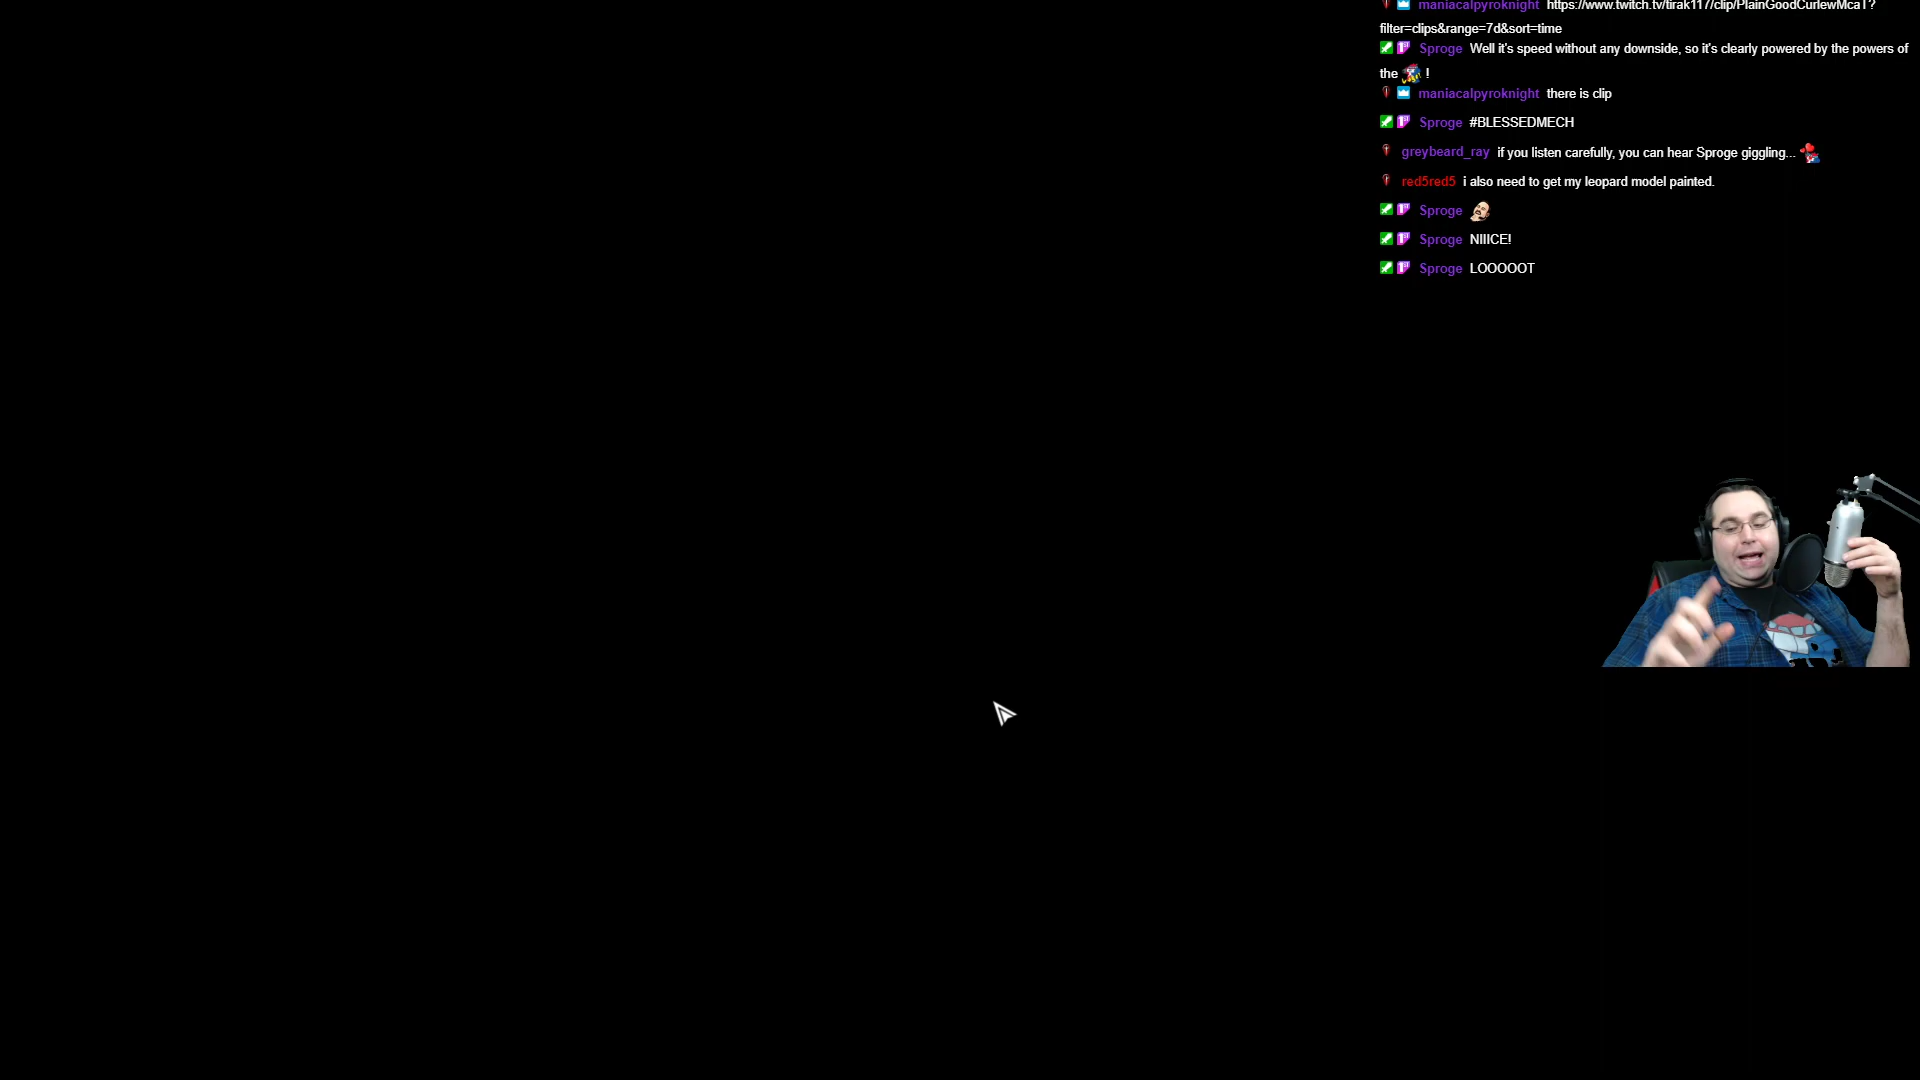 maniacalpyroknight https://www.twitch.tv/tirak117/clip/PlainGoodCurlewMcaT?
filter=clips&range=7d&sort=time
Sproge Well it's speed without any downside, so it's clearly powered by the powers of
the !
maniacalpyroknight there is clip
Sproge #BLESSEDMECH
greybeard_ray if you listen carefully, you can hear Sproge giggling...
red5red5 i also need to get my leopard model painted.
Sproge
Sproge NIIICE!
Sproge LOOOOOT